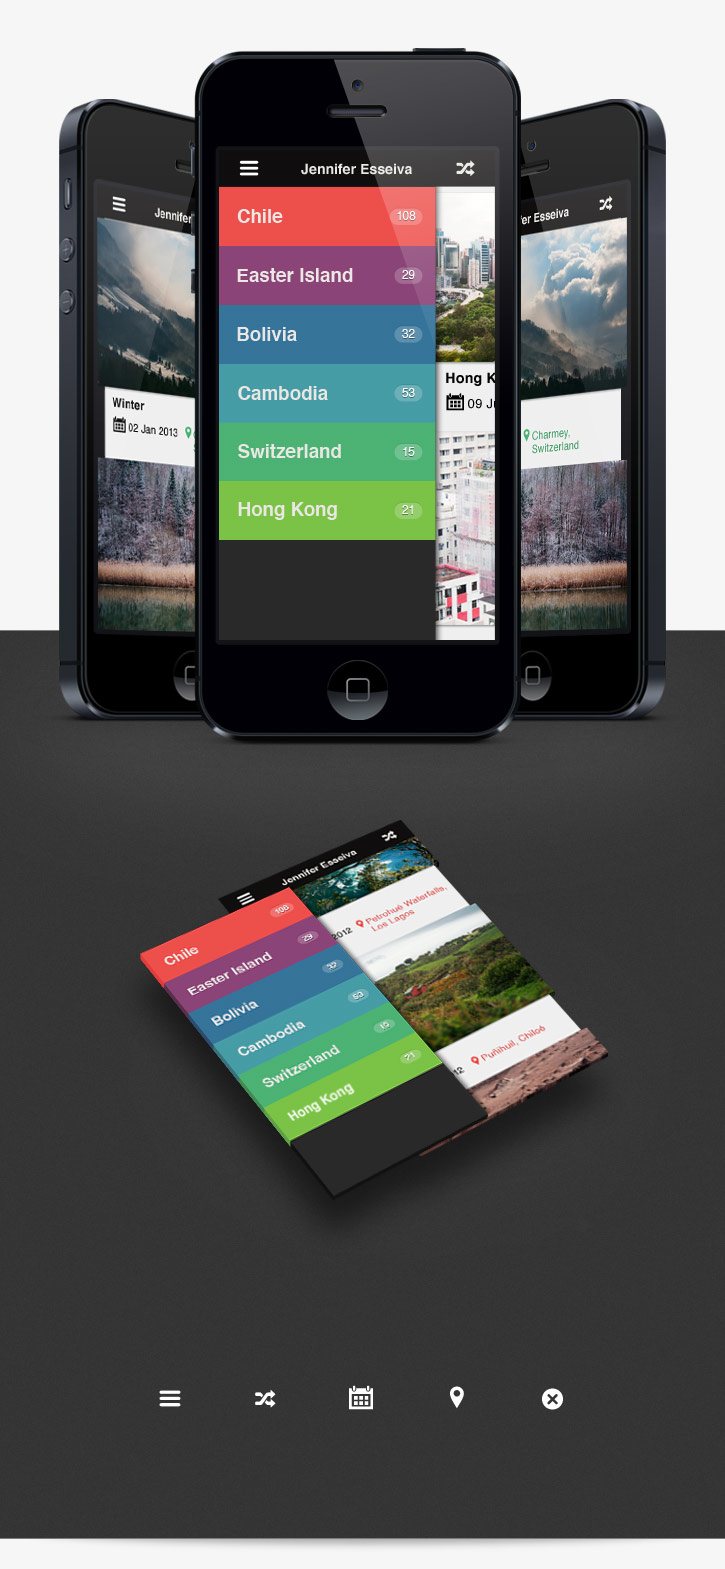 Jennifer Esseiva
Chile 108
Easter Island 29
Bolivia 32
Cambodia 53
Switzerland 15
Hong Kong 21
Hong K
09 J
Jennifer
Winter
02 Jan 2013
er Esseiva
Charmey,
Switzerland
Jennifer Esseiva
Chile 108
Easter Island 29
Bolivia 32
Cambodia 53
Switzerland 15
Hong Kong 21
2012 Petrohué Waterfalls,
Los Lagos
12 Puñihuil, Chiloé